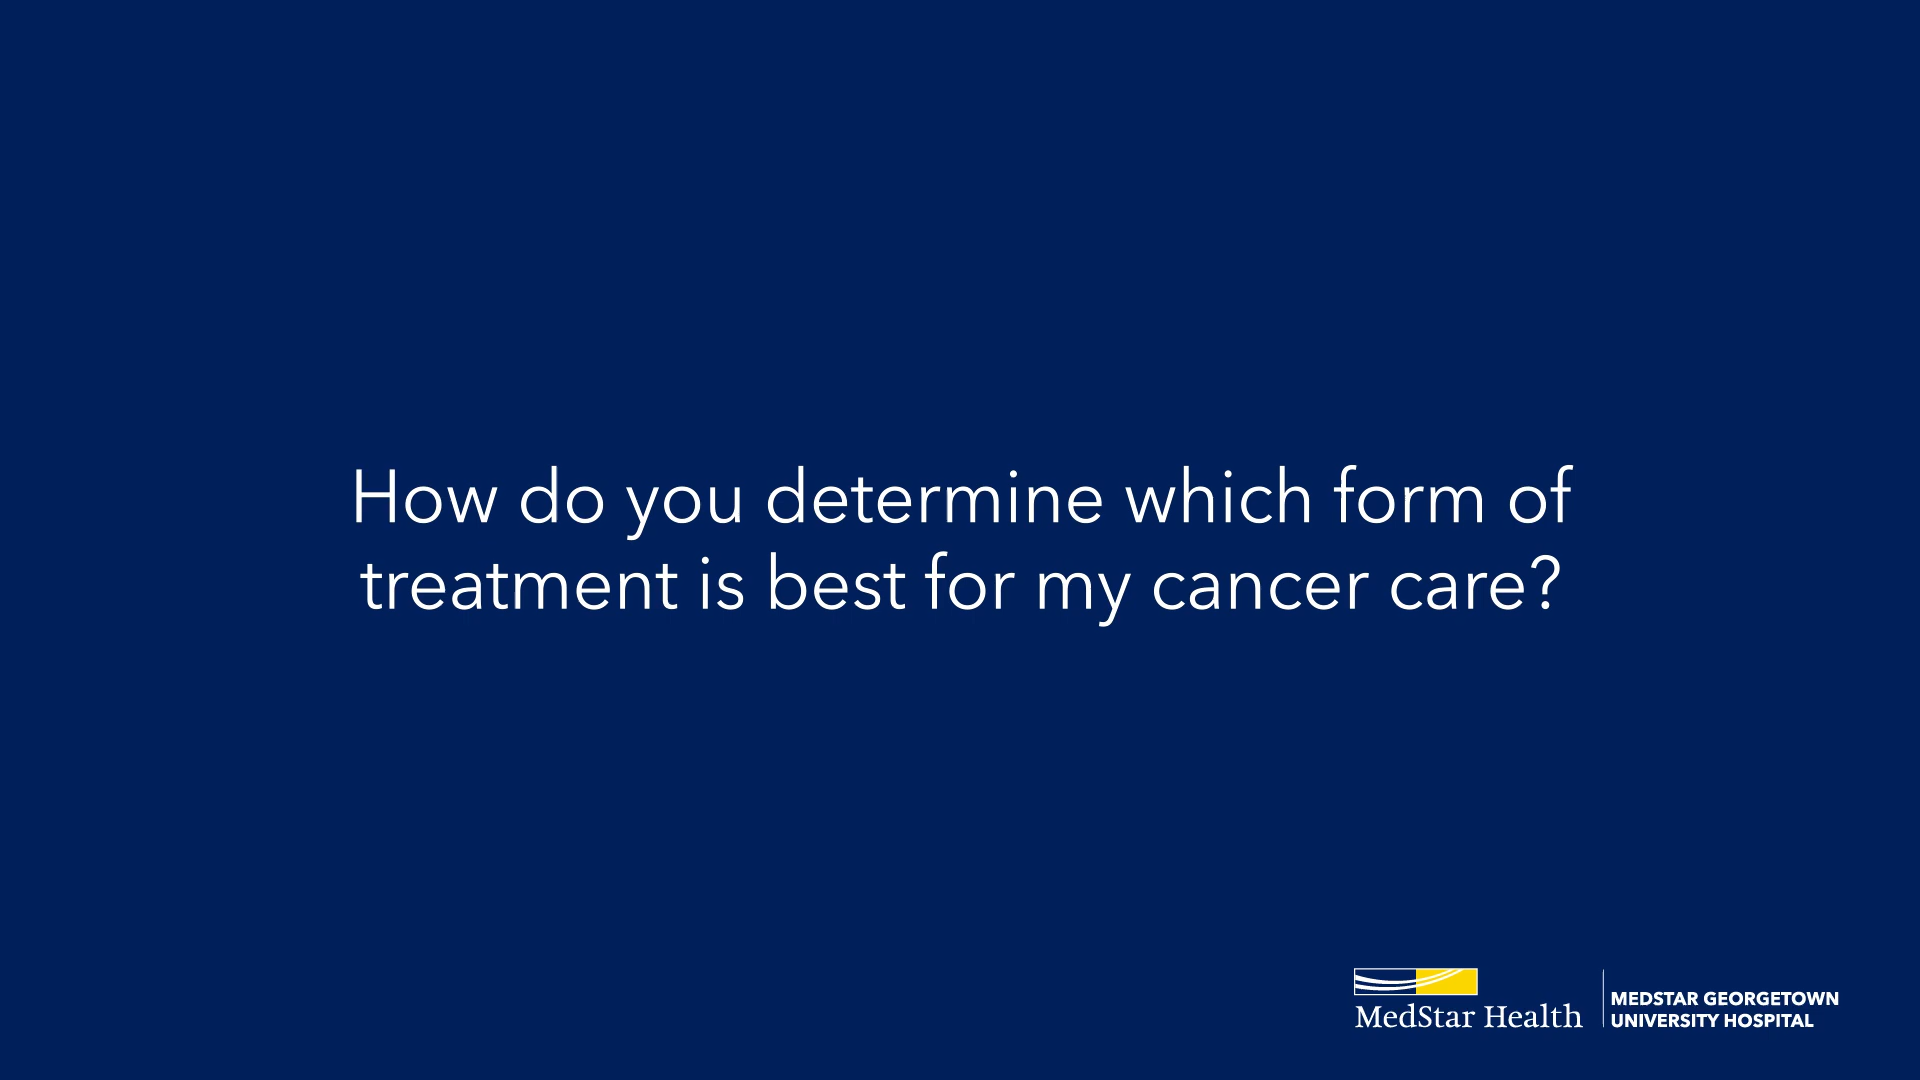 How do you determine which form of
treatment is best for my cancer care?
MedStar Health
MEDSTAR GEORGETOWN
UNIVERSITY HOSPITAL